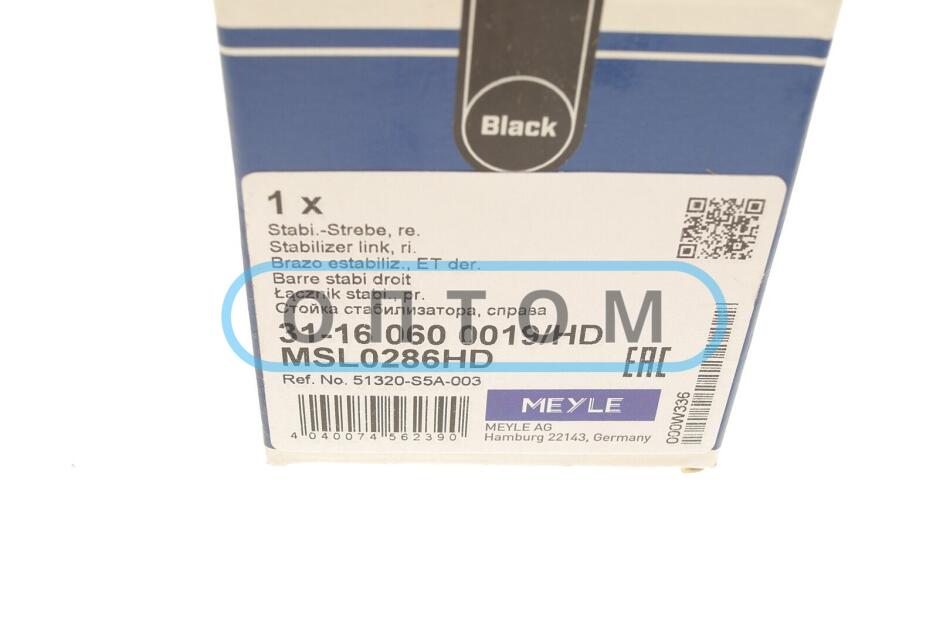 Black
1 x
Stabi.-Strebe, re.
Stabilizer link, ri.
Brazo estabiliz., ET der.
Barre stabi droit
Łącznik stabi., pr.
Стойка стабилизатора, справа
ОПТОМ
31-16 060 0019/HD
MSL0286HD
EAC
Ref. No. 51320-S5A-003
MEYLE
MEYLE AG
Hamburg 22143, Germany
4 040074 562390
000W336